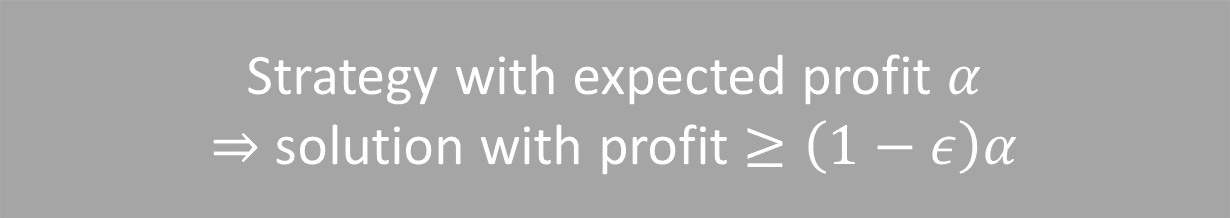 Strategy with expected profit α
⇒ solution with profit ≥ (1 − ϵ)α